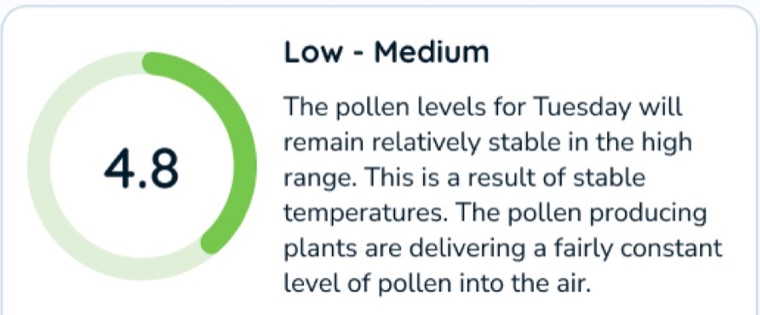 Low - Medium
4.8
The pollen levels for Tuesday will
remain relatively stable in the high
range. This is a result of stable
temperatures. The pollen producing
plants are delivering a fairly constant
level of pollen into the air.